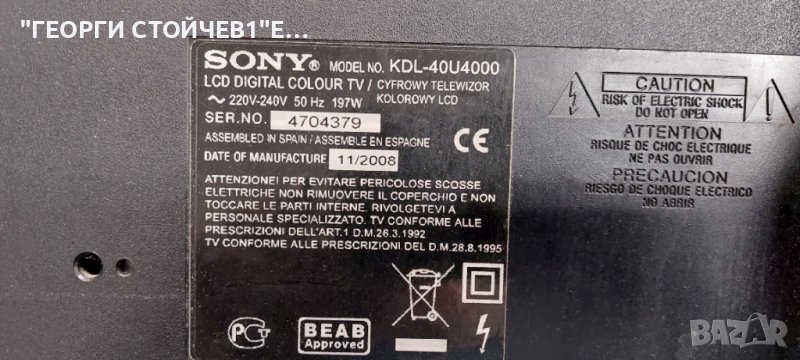 "ГЕОРГИ СТОЙЧЕВ1"Е...
SONY® MODEL NO. KDL-40U4000
LCD DIGITAL COLOUR TV / CYFROWY TELEWIZOR KOLOROWY LCD
~ 220V-240V 50 Hz 197W
SER.NO. 4704379
ASSEMBLED IN SPAIN / ASSEMBLE EN ESPAGNE
DATE OF MANUFACTURE 11/2008
CE
ATTENZIONE! PER EVITARE PERICOLOSE SCOSSE
ELETTRICHE NON RIMUOVERE IL COPERCHIO E NON
TOCCARE LE PARTI INTERNE. RIVOLGETEVI A
PERSONALE SPECIALIZZATO. TV CONFORME ALLE
PRESCRIZIONI DELL'ART.1 D.M.26.3.1992
TV CONFORME ALLE PRESCRIZIONI DEL D.M.28.8.1995
PG
BEAB
Approved
CAUTION
RISK OF ELECTRIC SHOCK
DO NOT OPEN
ATTENTION
RISQUE DE CHOC ELECTRIQUE
NE PAS OUVRIR
PRECAUCION
RIESGO DE CHOQUE ELECTRICO
NO ABRIR
BAZAR